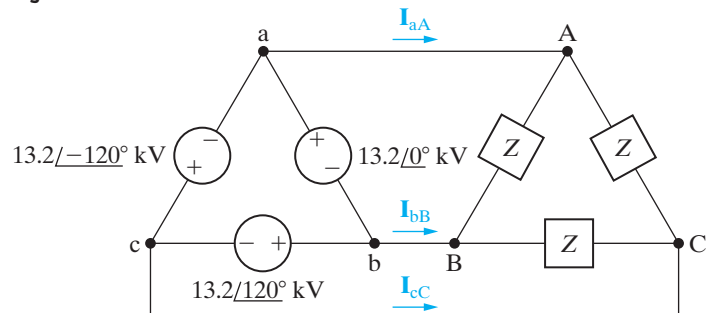 I_aA
a
A
− +
13.2/−120° kV
+ −
13.2/0° kV
Z
Z
I_bB
c
− +
b
B
Z
C
13.2/120° kV
I_cC